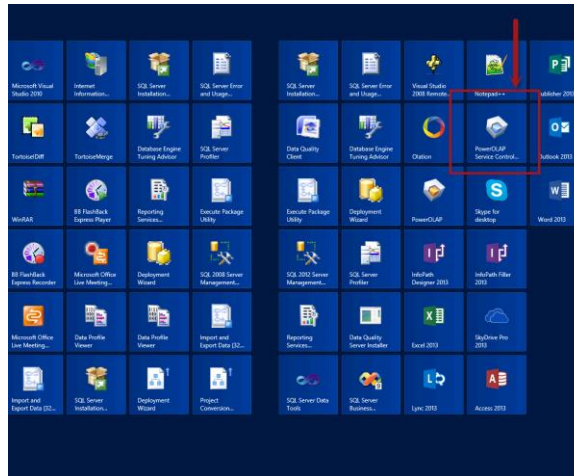 Microsoft Visual
Studio 2010
Internet
Information...
SQL Server
Installation...
SQL Server Error
and Usage...
SQL Server
Installation...
SQL Server Error
and Usage...
Visual Studio
2008 Remote...
Notepad++
Publisher 2013
TortoiseIDiff
TortoiseMerge
Database Engine
Tuning Advisor
SQL Server
Profiler
Data Quality
Client
Database Engine
Tuning Advisor
Olation
PowerOLAP
Service Control...
Outlook 2013
WinRAR
BB FlashBack
Express Player
Reporting
Services...
Execute Package
Utility
Execute Package
Utility
Deployment
Wizard
PowerOLAP
Skype for
desktop
Word 2013
BB FlashBack
Express Recorder
Microsoft Office
Live Meeting...
Deployment
Wizard
SQL 2008 Server
Management...
SQL 2012 Server
Management...
SQL Server
Profiler
InfoPath
Designer 2013
InfoPath Filler
2013
Microsoft Office
Live Meeting...
Data Profile
Viewer
Data Profile
Viewer
Import and
Export Data (32...
Reporting
Services...
Data Quality
Server Installer
Excel 2013
SkyDrive Pro
2013
Import and
Export Data (32...
SQL Server
Installation...
Deployment
Wizard
Project
Conversion...
SQL Server Data
Tools
SQL Server
Business...
Lync 2013
Access 2013